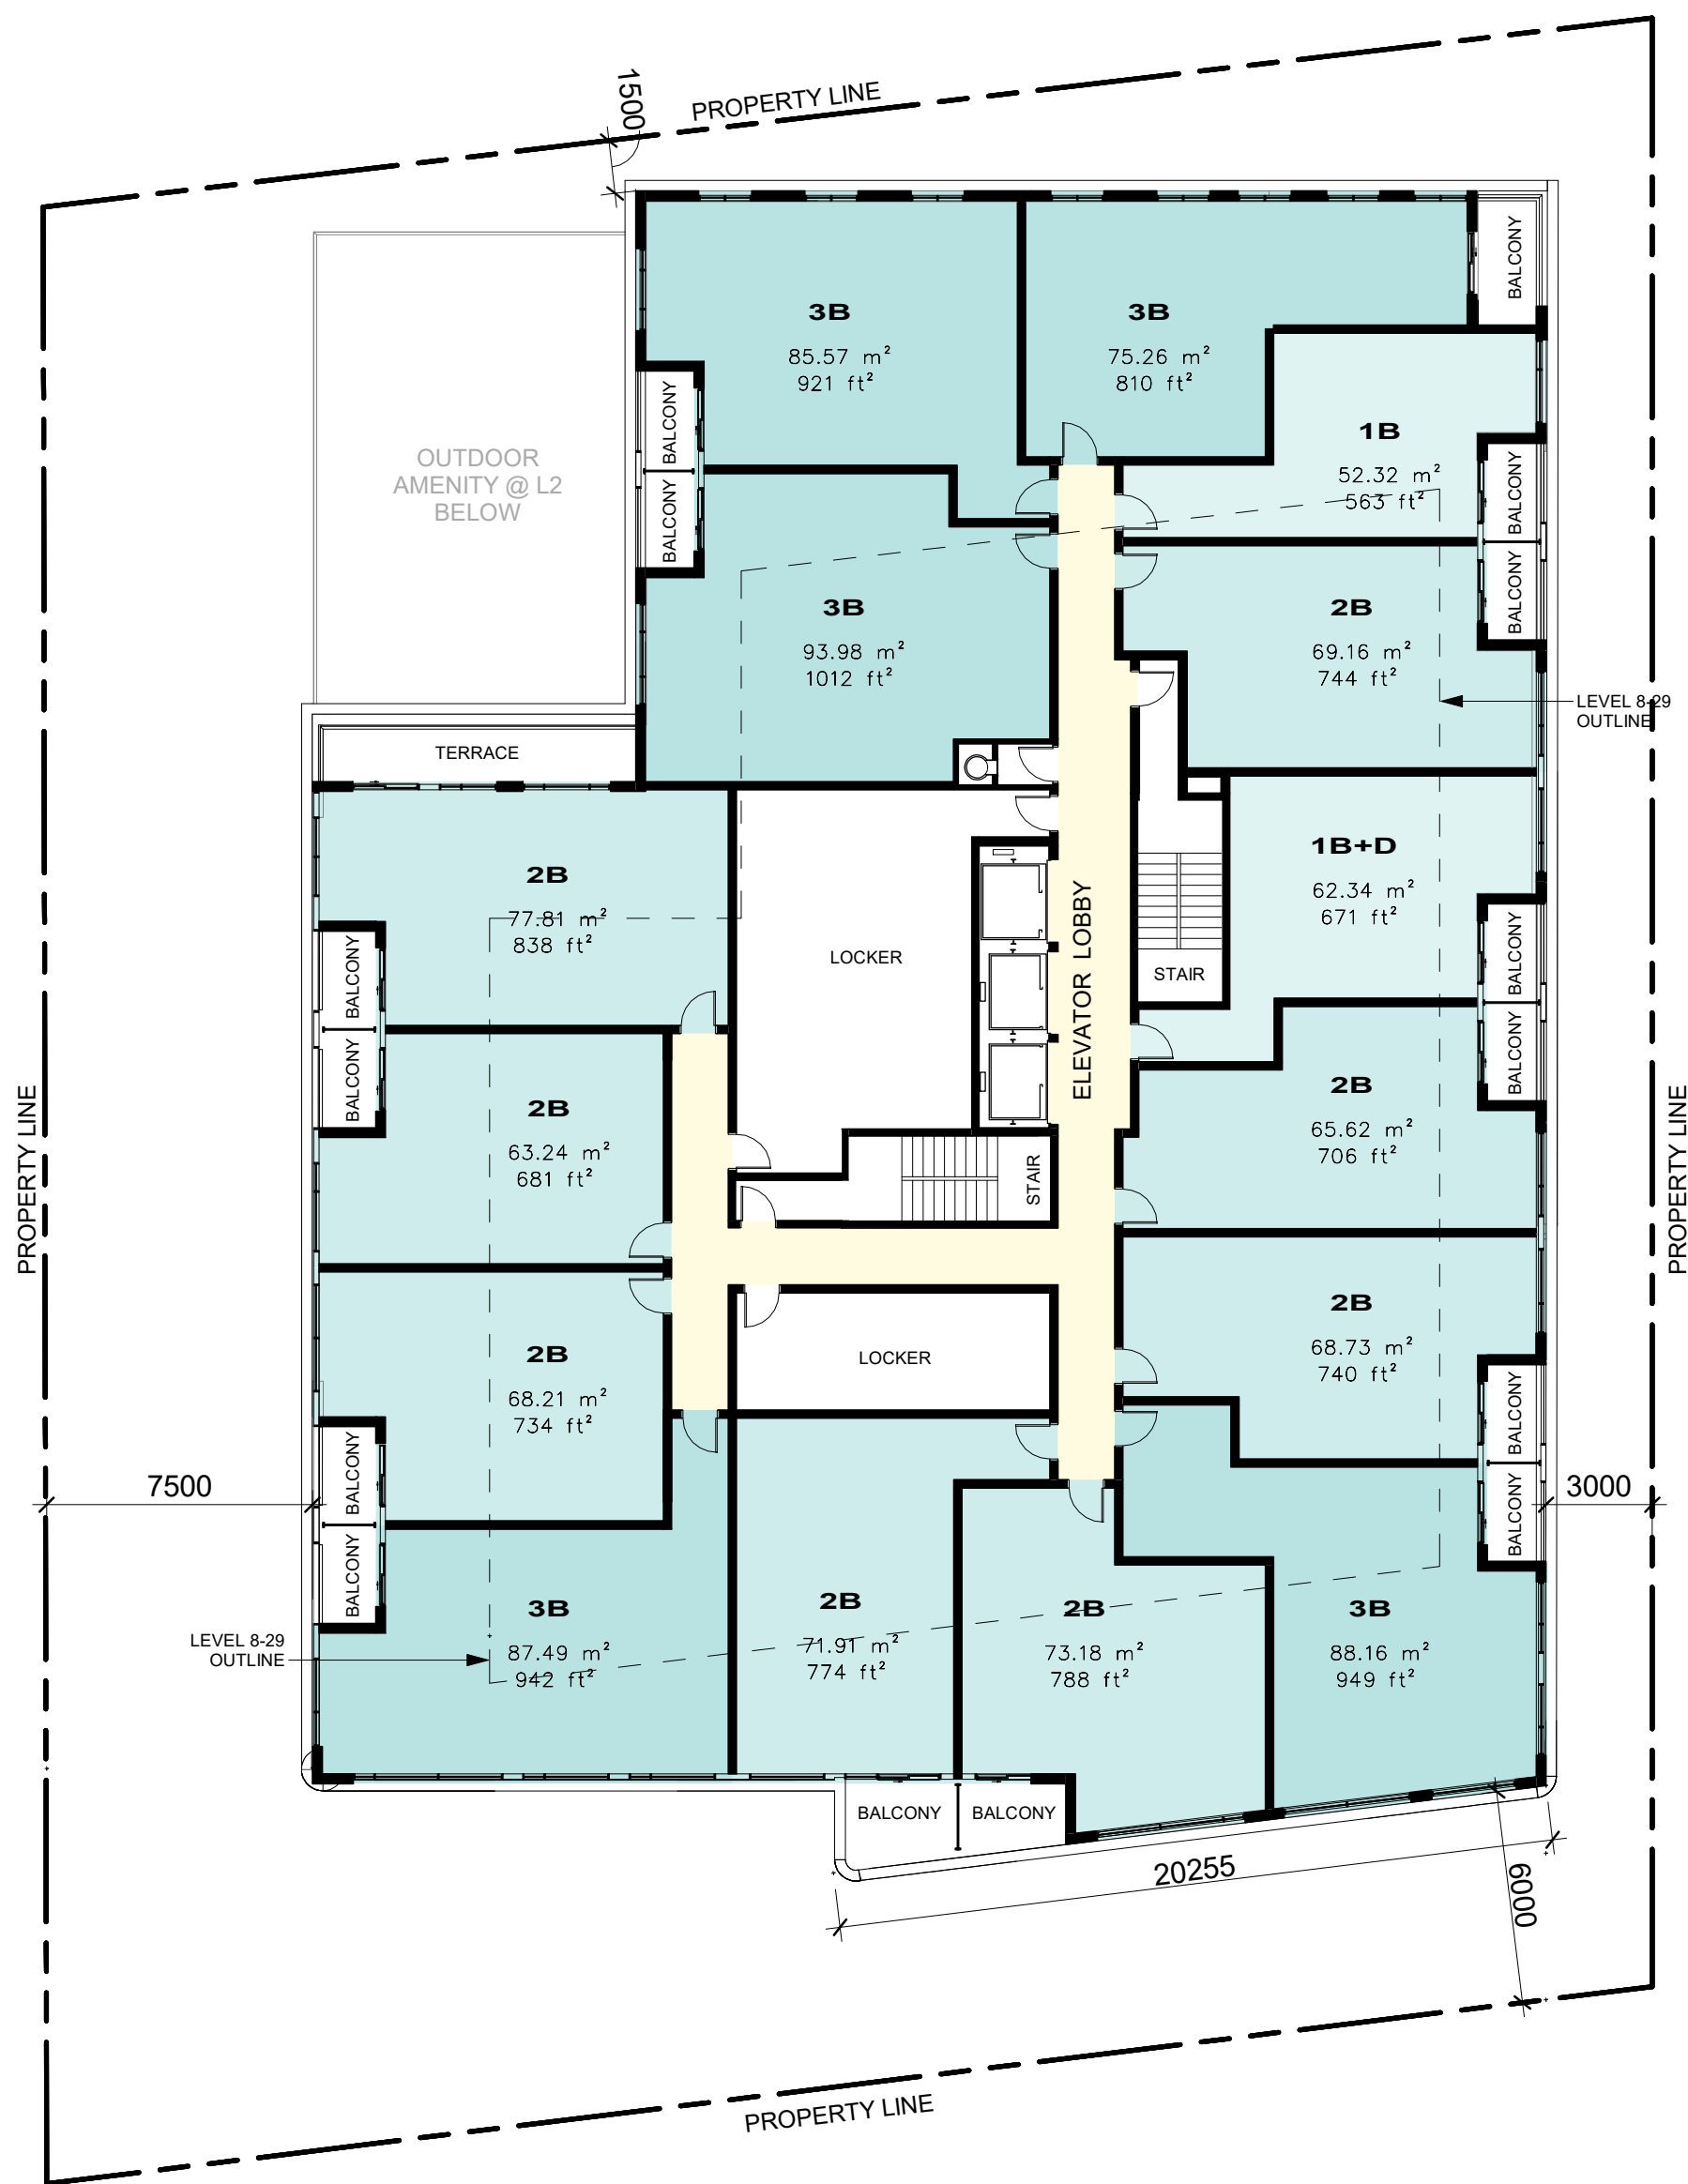 1500
PROPERTY LINE
3B
85.57 m²
921 ft²
3B
75.26 m²
810 ft²
BALCONY
BALCONY
BALCONY
OUTDOOR
AMENITY @ L2
BELOW
1B
52.32 m²
563 ft²
BALCONY
BALCONY
3B
93.98 m²
1012 ft²
2B
69.16 m²
744 ft²
LEVEL 8-29
OUTLINE
TERRACE
2B
77.81 m²
838 ft²
BALCONY
BALCONY
LOCKER
ELEVATOR LOBBY
STAIR
1B+D
62.34 m²
671 ft²
BALCONY
BALCONY
2B
63.24 m²
681 ft²
STAIR
2B
65.62 m²
706 ft²
PROPERTY LINE
PROPERTY LINE
2B
68.21 m²
734 ft²
LOCKER
2B
68.73 m²
740 ft²
BALCONY
BALCONY
BALCONY
BALCONY
7500
3000
LEVEL 8-29
OUTLINE
3B
87.49 m²
942 ft²
2B
71.91 m²
774 ft²
2B
73.18 m²
788 ft²
3B
88.16 m²
949 ft²
BALCONY
BALCONY
20255
6000
PROPERTY LINE